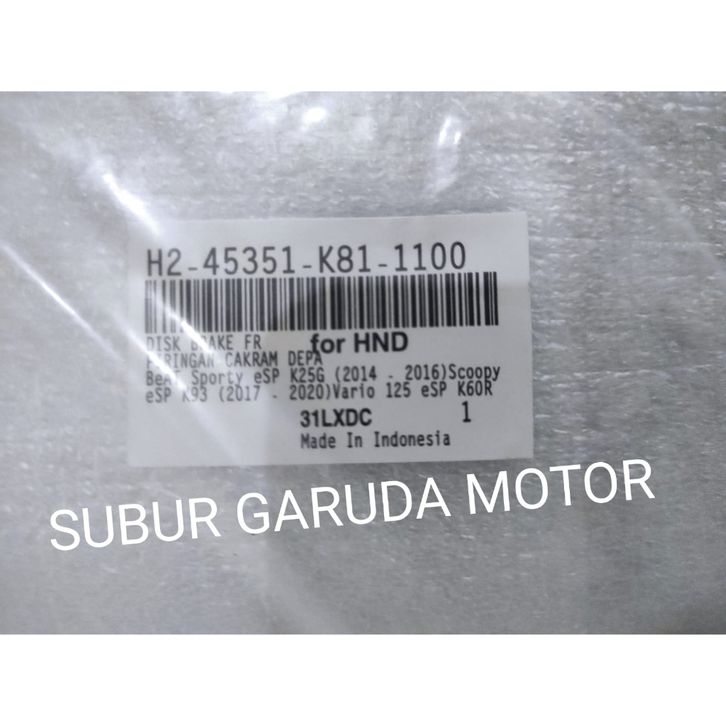 H2-45351-K81-1100
DISK BRAKE FR for HND
PIRINGAN CAKRAM DEPA
BeAT Sporty eSP K25G (2014 - 2016)Scoopy
eSP K93 (2017 - 2020)Vario 125 eSP K60R
31LXDC 1
Made In Indonesia
SUBUR GARUDA MOTOR